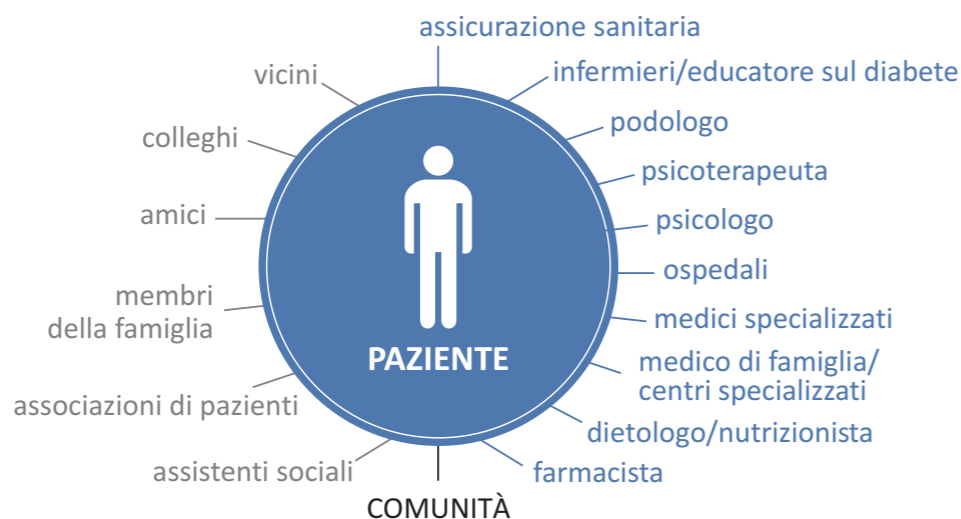 assicurazione sanitaria
infermieri/educatore sul diabete
podologo
psicoterapeuta
psicologo
ospedali
medici specializzati
medico di famiglia/
centri specializzati
dietologo/nutrizionista
farmacista
COMUNITÀ
assistenti sociali
associazioni di pazienti
membri
della famiglia
amici
colleghi
vicini
PAZIENTE